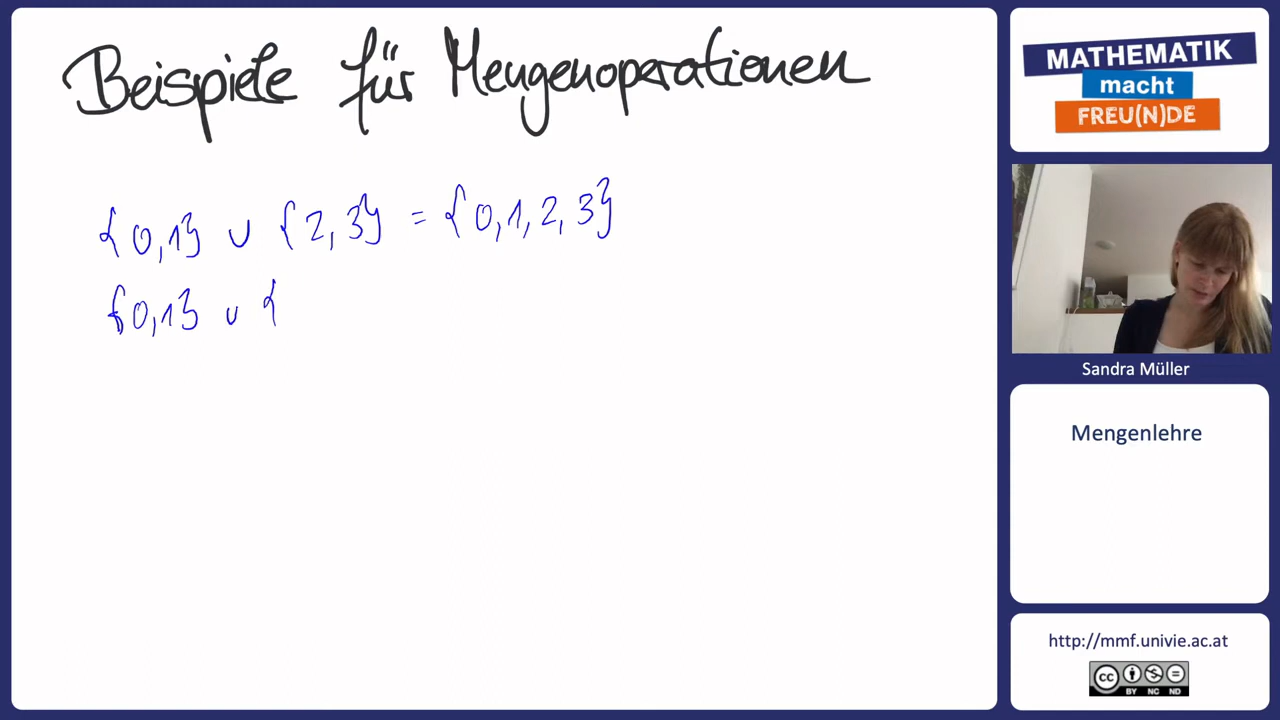 Beispiele für Mengenoperationen
{0,1} ∪ {2,3} = {0,1,2,3}
{0,1} ∪ {
MATHEMATIK
macht
FREU(N)DE
Sandra Müller
Mengenlehre
http://mmf.univie.ac.at
cc
BY NC ND